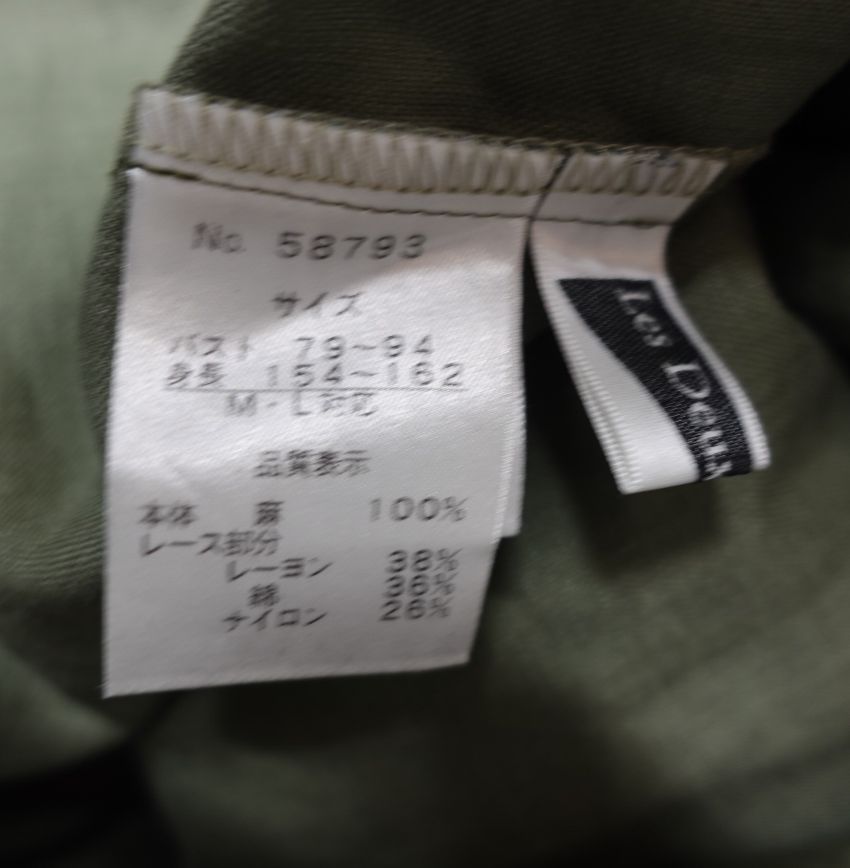 No. 58793
サイズ
バスト 79~94
身長 154~162
M・L対応
品質表示
本体 麻 100%
レース部分
レーヨン 38%
綿 36%
ナイロン 26%
Les Deux